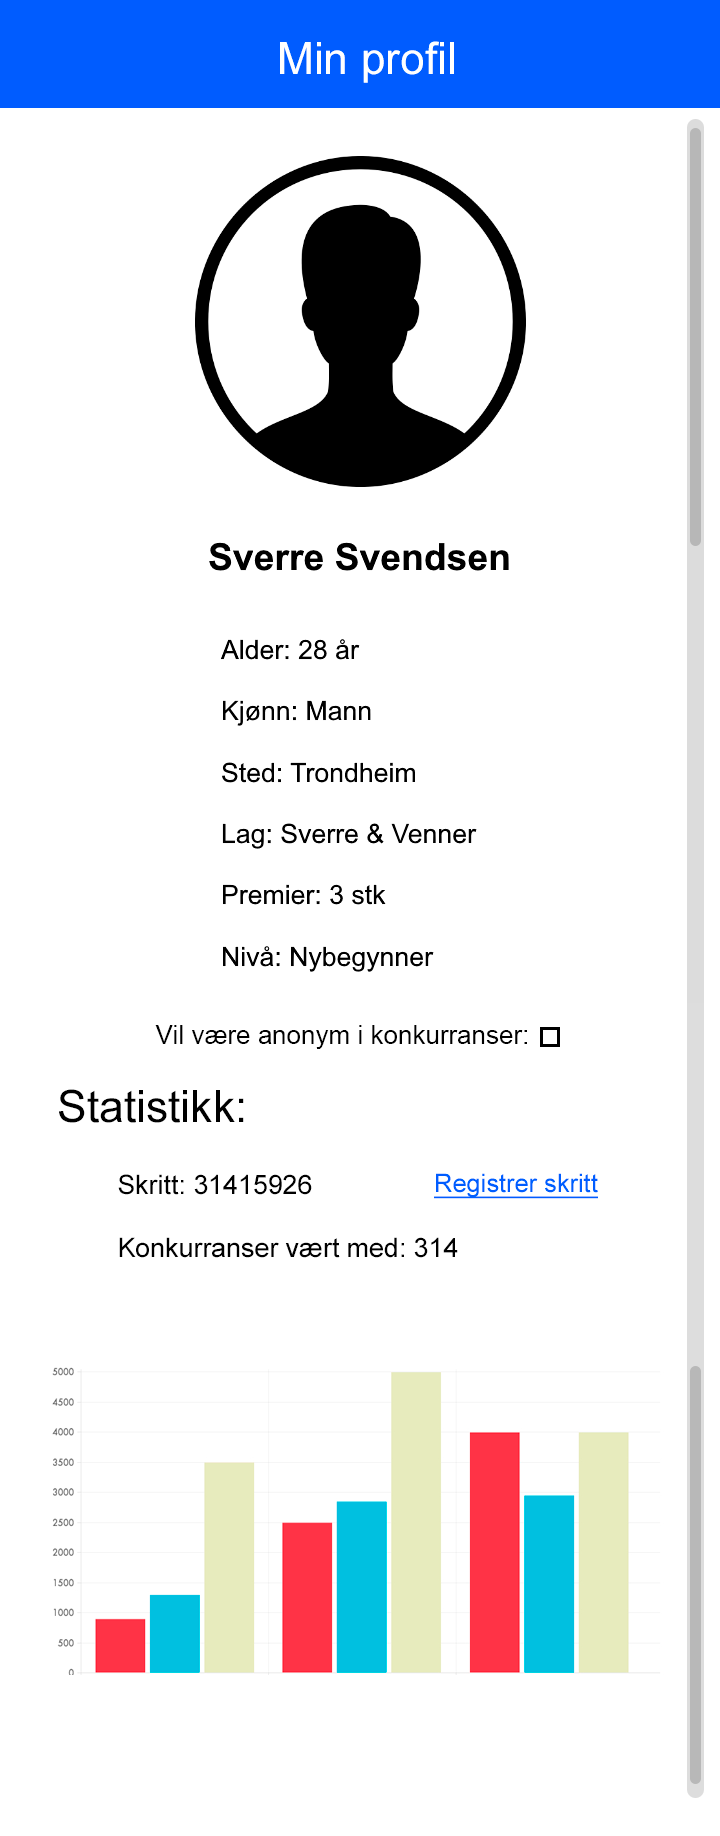 Min profil
Sverre Svendsen
Alder: 28 år
Kjønn: Mann
Sted: Trondheim
Lag: Sverre & Venner
Premier: 3 stk
Nivå: Nybegynner
Vil være anonym i konkurranser:
Statistikk:
Skritt: 31415926 Registrer skritt
Konkurranser vært med: 314
5000
4500
4000
3500
3000
2500
2000
1500
1000
500
0